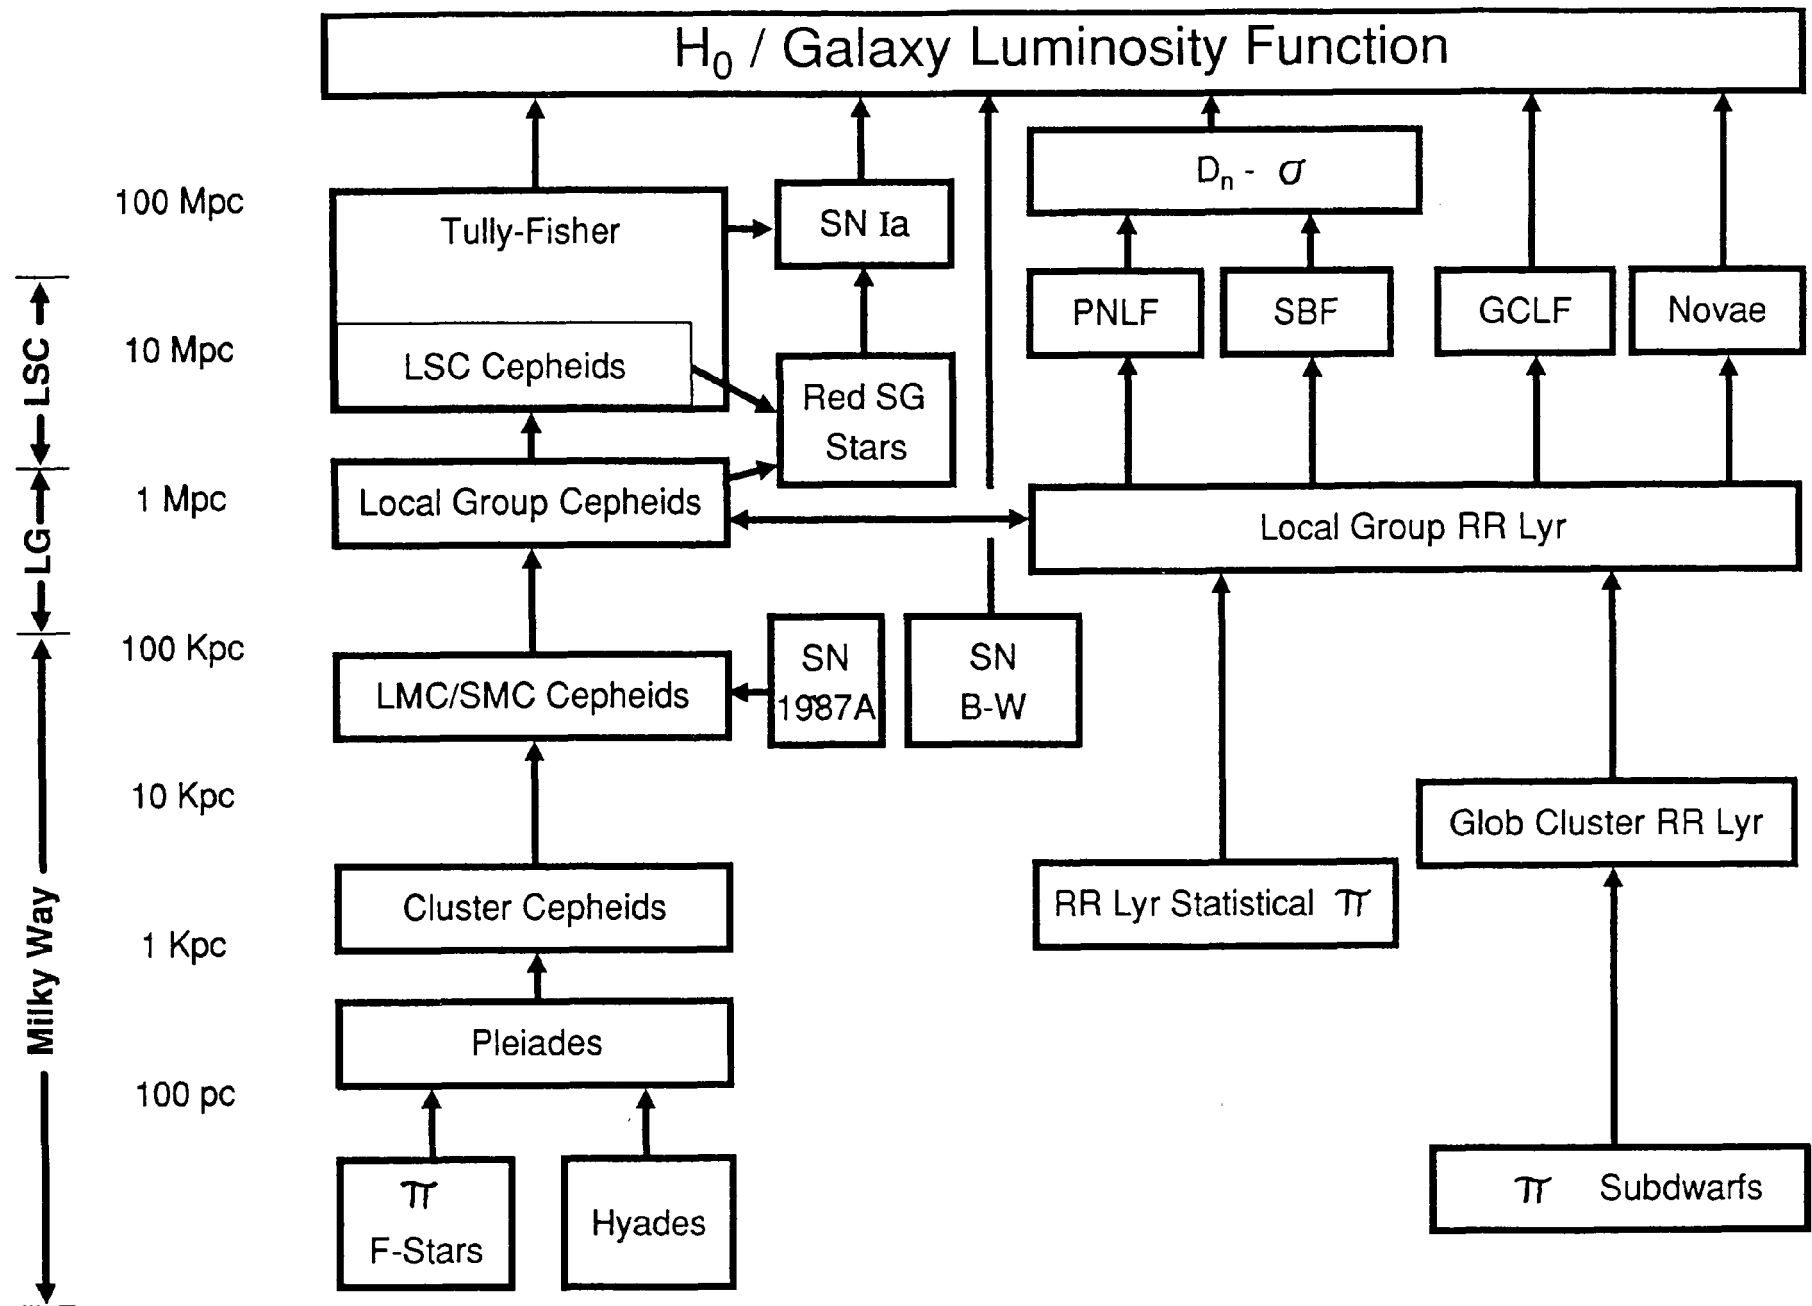 H₀ / Galaxy Luminosity Function
Dₙ - σ
100 Mpc
Tully-Fisher
SN Ia
PNLF
SBF
GCLF
Novae
LSC
10 Mpc
LSC Cepheids
Red SG
Stars
LG
1 Mpc
Local Group Cepheids
Local Group RR Lyr
100 Kpc
LMC/SMC Cepheids
SN
1987A
SN
B-W
10 Kpc
Glob Cluster RR Lyr
Milky Way
Cluster Cepheids
RR Lyr Statistical π
1 Kpc
Pleiades
100 pc
π
F-Stars
Hyades
π Subdwarfs